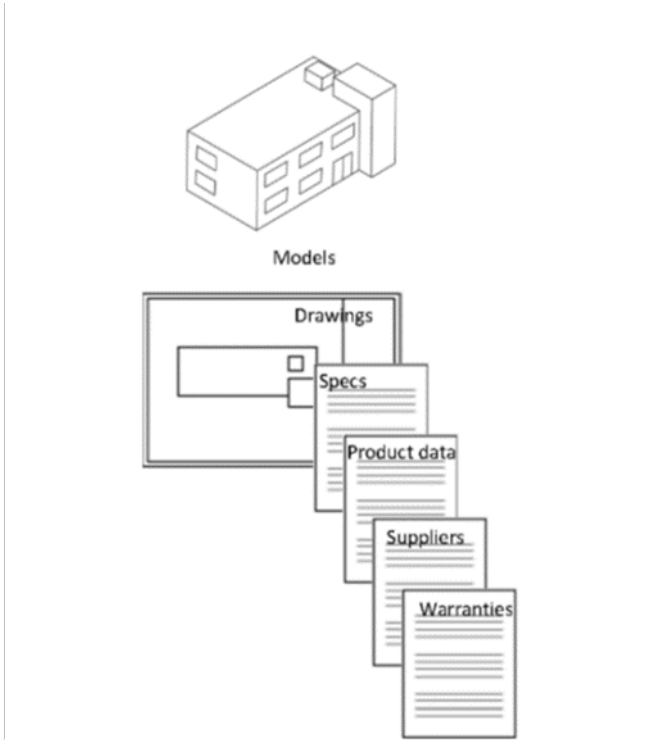 Models
Drawings
Specs
Product data
Suppliers
Warranties